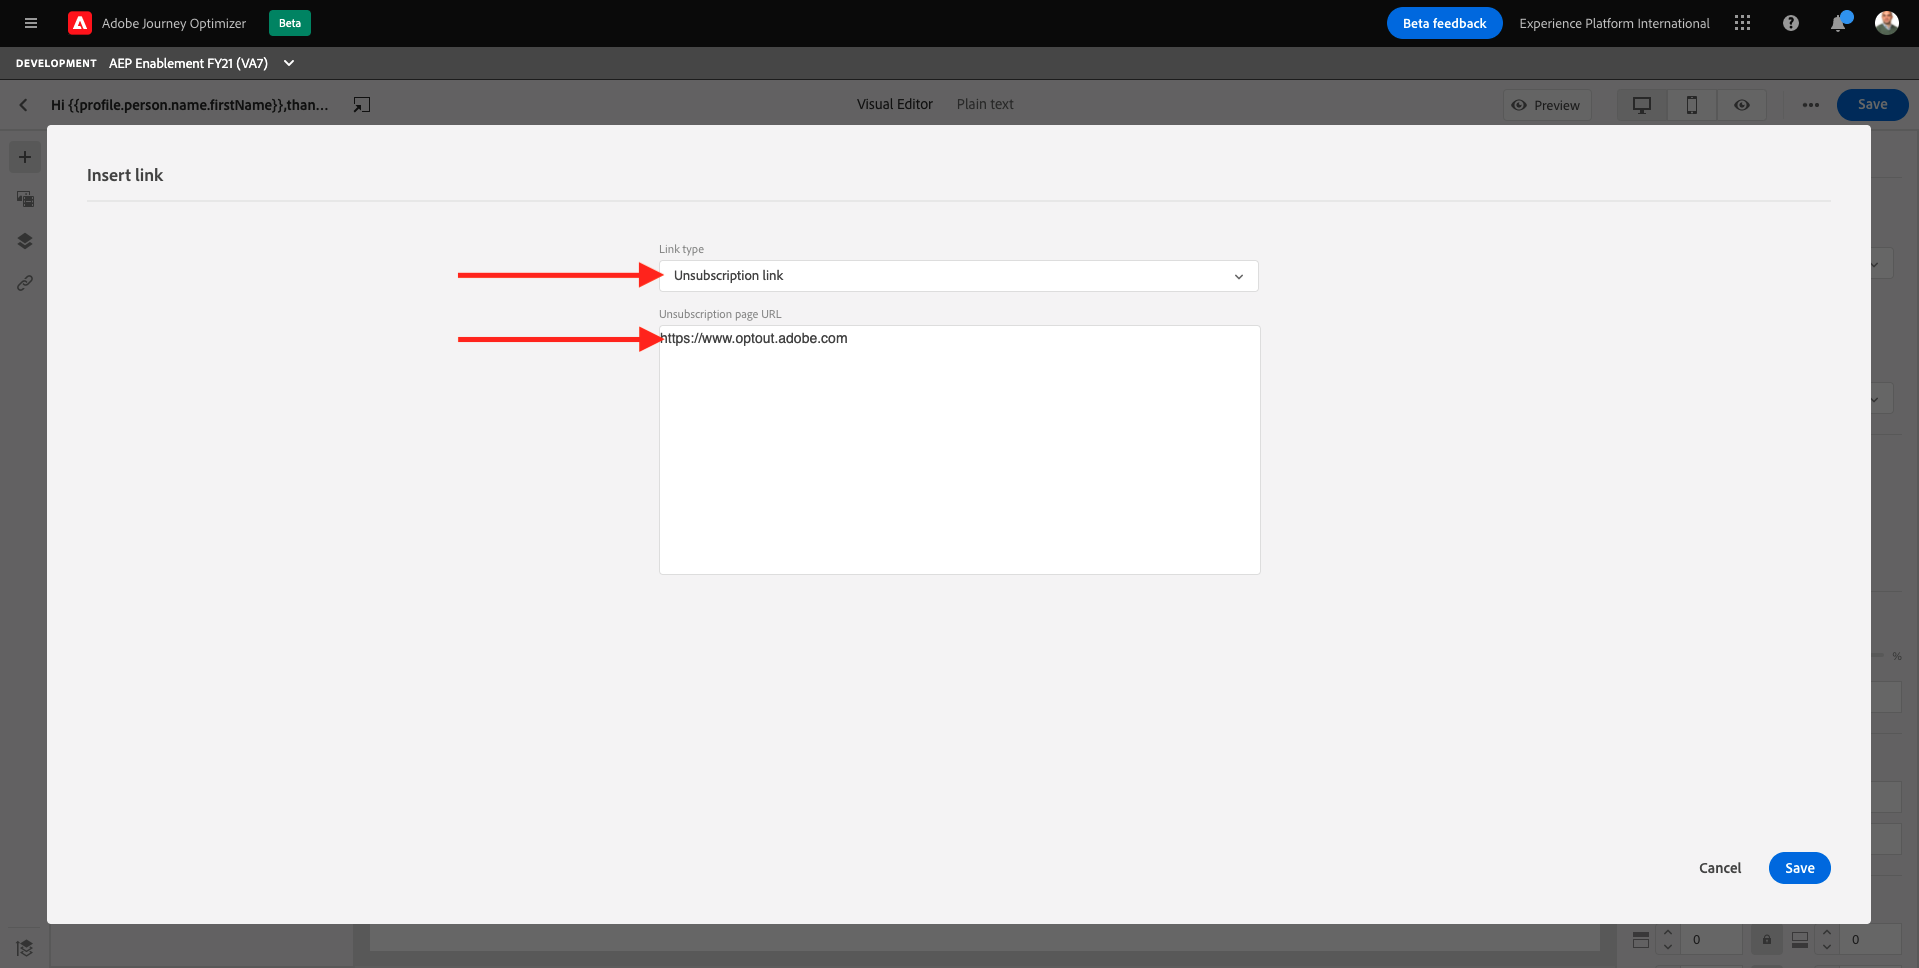 Adobe Journey Optimizer
Beta
Beta feedback
Experience Platform International
DEVELOPMENT AEP Enablement FY21 (VA7)
Hi {{profile.person.name.firstName}},than...
Visual Editor
Plain text
Preview
Save
Insert link
Link type
Unsubscription link
Unsubscription page URL
https://www.optout.adobe.com
%
Cancel
Save
0
0